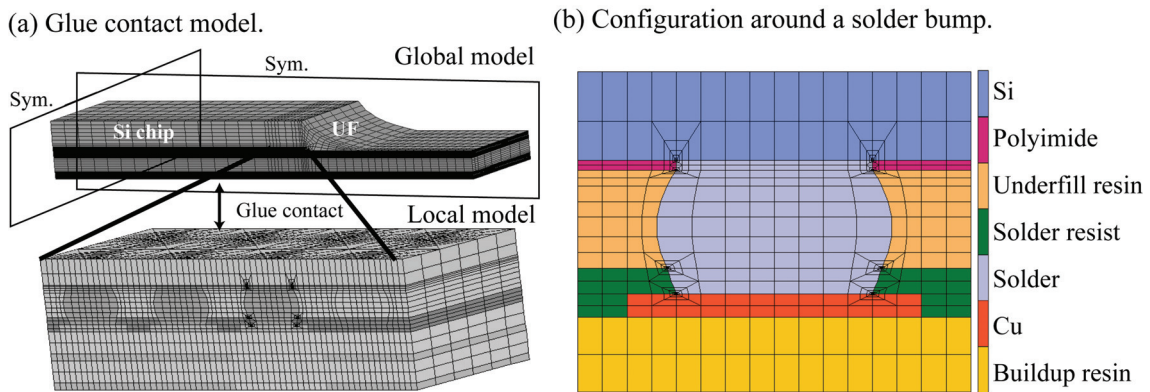 (a) Glue contact model.
Sym.
Global model
Sym.
Si chip
UF
Glue contact
Local model
(b) Configuration around a solder bump.
Si
Polyimide
Underfill resin
Solder resist
Solder
Cu
Buildup resin